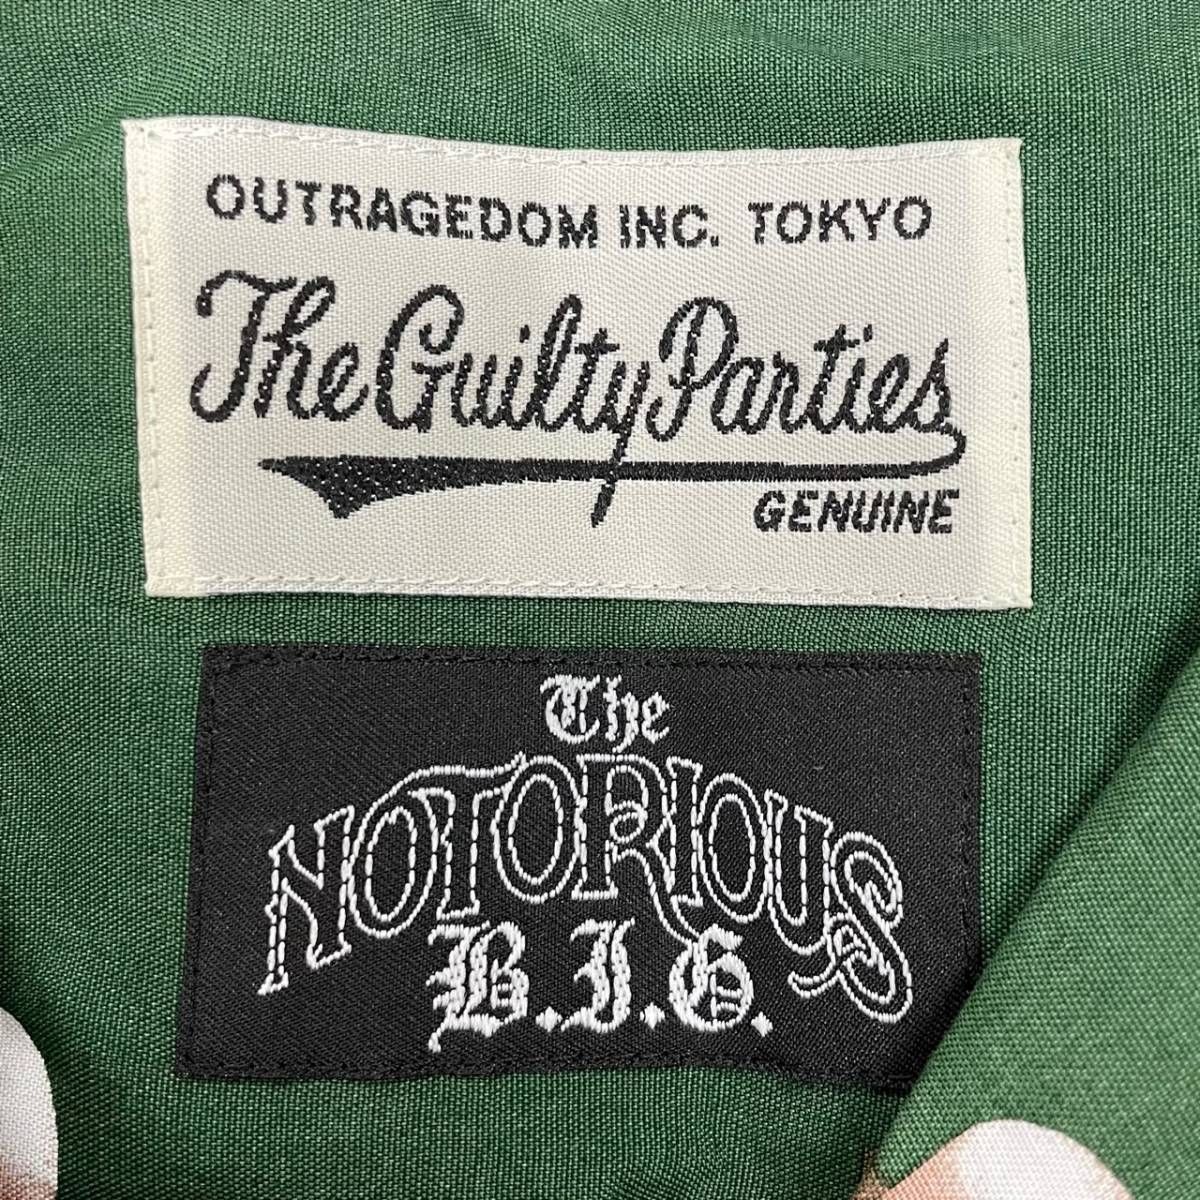 OUTRAGEDOM INC. TOKYO
The Guilty Parties
GENUINE
The
NOTORIOUS
B.I.G.